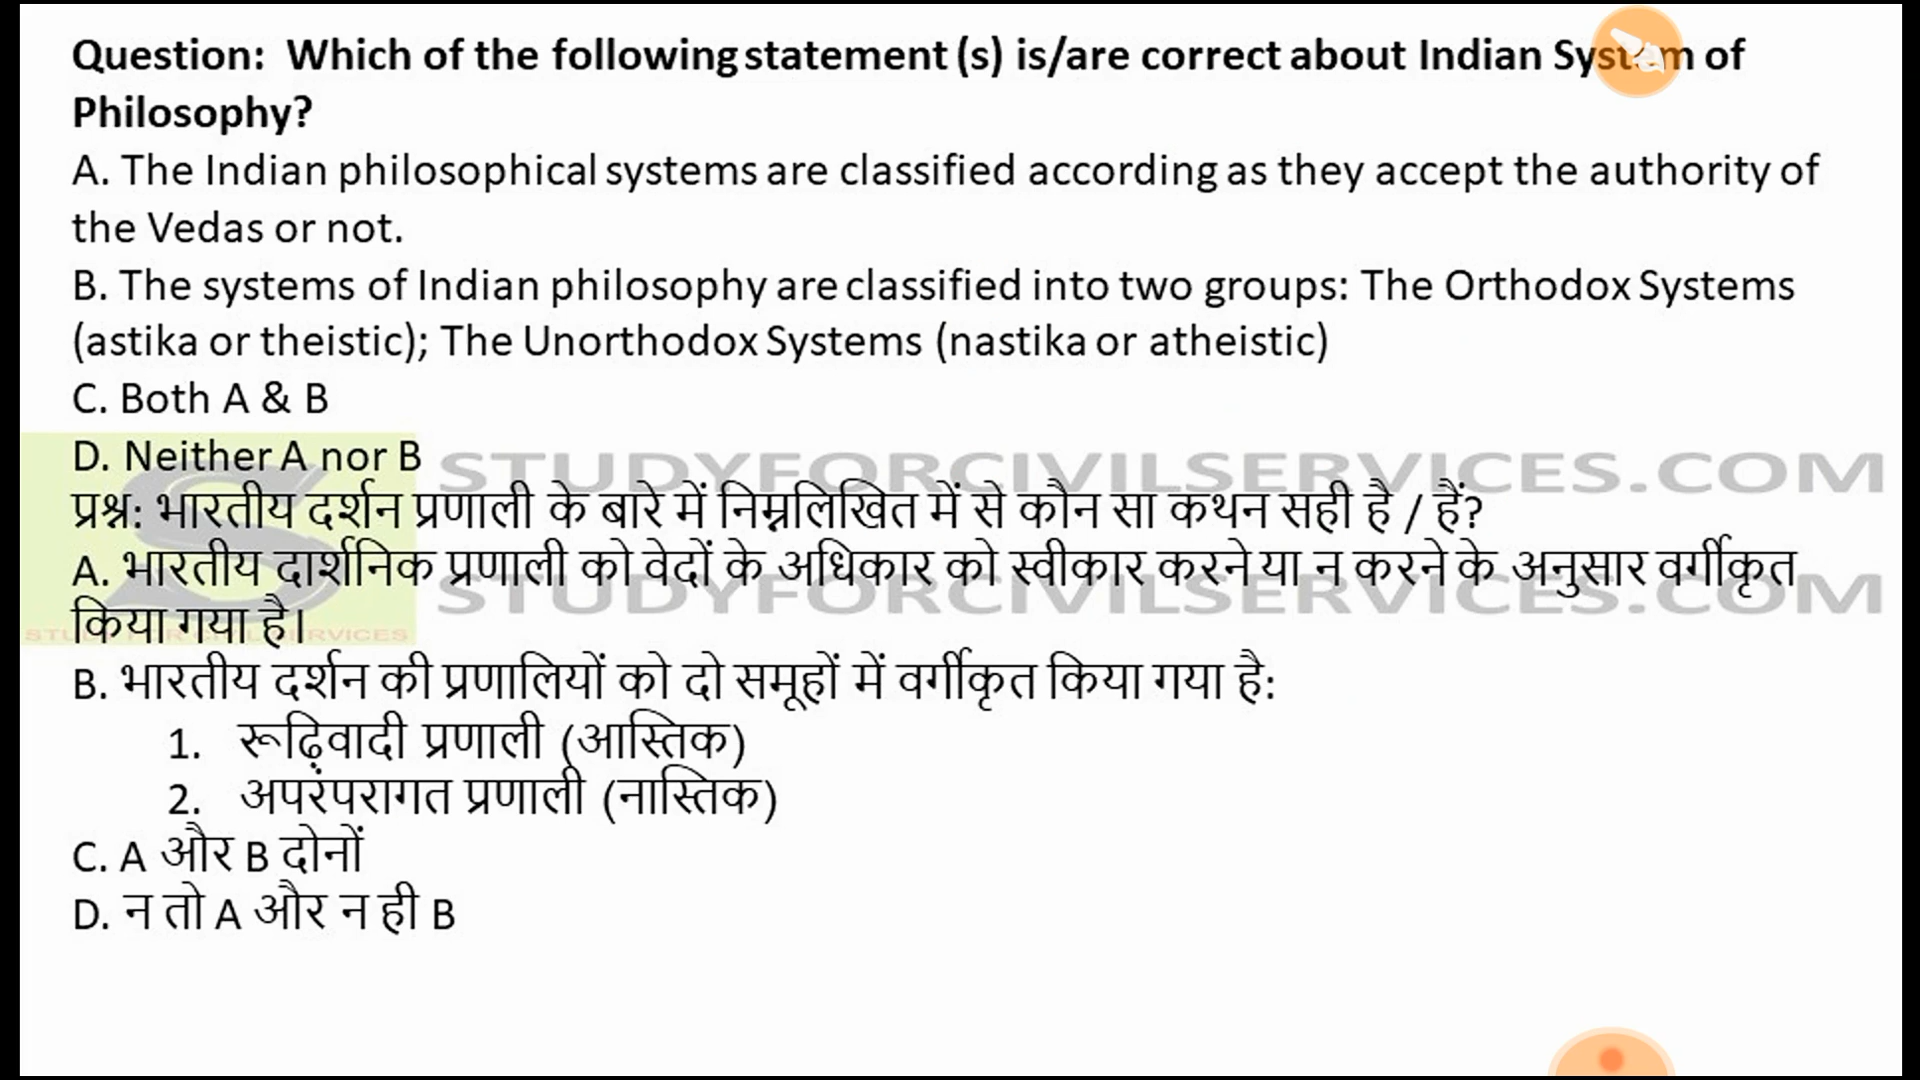 Question: Which of the following statement (s) is/are correct about Indian System of
Philosophy?
A. The Indian philosophical systems are classified according as they accept the authority of
the Vedas or not.
B. The systems of Indian philosophy are classified into two groups: The Orthodox Systems
(astika or theistic); The Unorthodox Systems (nastika or atheistic)
C. Both A & B
D. Neither A nor B
STUDYFORCIVILSERVICES.COM
प्रश्न: भारतीय दर्शन प्रणाली के बारे में निम्नलिखित में से कौन सा कथन सही है / हैं?
A. भारतीय दार्शनिक प्रणाली को वेदों के अधिकार को स्वीकार करने या न करने के अनुसार वर्गीकृत
STUDYFORCIVILSERVICES.COM
किया गया है।
STUDY FOR CIVIL SERVICES
B. भारतीय दर्शन की प्रणालियों को दो समूहों में वर्गीकृत किया गया है:
1. रूढ़िवादी प्रणाली (आस्तिक)
2. अपरंपरागत प्रणाली (नास्तिक)
C. A और B दोनों
D. न तो A और न ही B